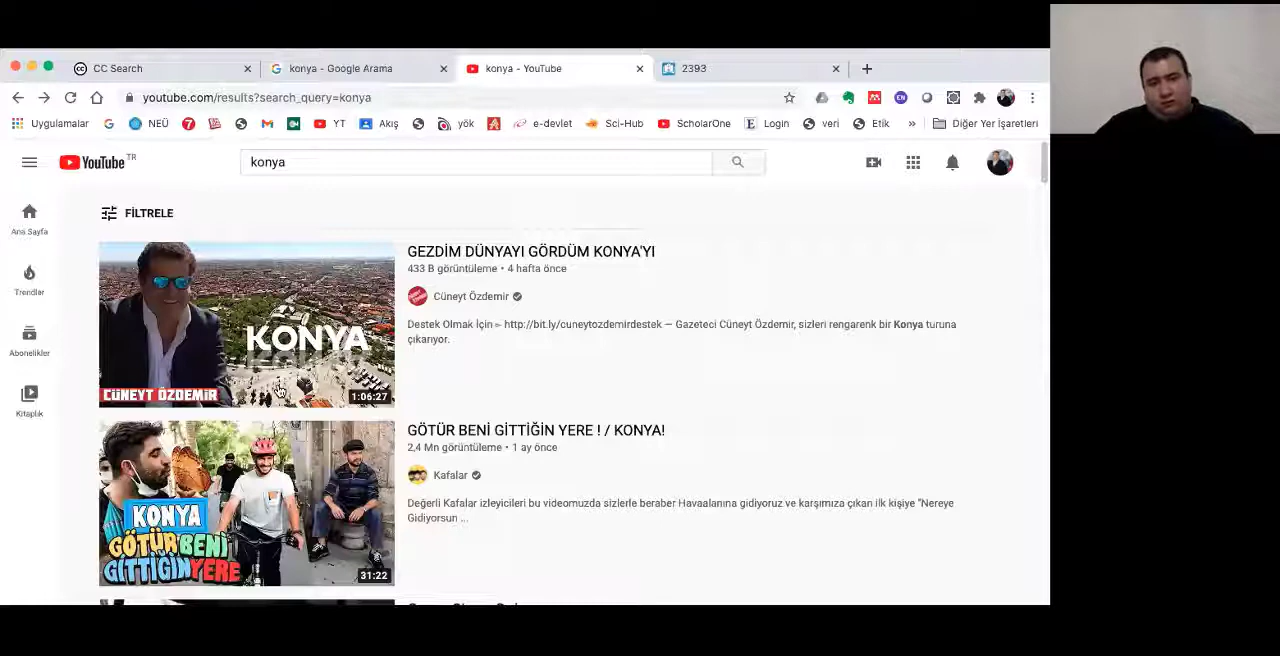 CC Search
konya - Google Arama
konya - YouTube
2393
youtube.com/results?search_query=konya
Uygulamalar
NEÜ
YT
Akış
yök
e-devlet
Sci-Hub
ScholarOne
Login
veri
Etik
»
Diğer Yer İşaretleri
YouTube TR
konya
Ana Sayfa
Trendler
Abonelikler
Kitaplık
FİLTRELE
KONYA
CÜNEYT ÖZDEMİR
1:06:27
GEZDİM DÜNYAYI GÖRDÜM KONYA'YI
433 B görüntüleme • 4 hafta önce
Cüneyt Özdemir
Destek Olmak İçin ► http://bit.ly/cuneytozdemirdestek — Gazeteci Cüneyt Özdemir, sizleri rengarenk bir Konya turuna
çıkarıyor.
KONYA
GÖTÜR BENİ
GİTTİĞİN YERE
31:22
GÖTÜR BENİ GİTTİĞİN YERE ! / KONYA!
2,4 Mn görüntüleme • 1 ay önce
Kafalar
Değerli Kafalar izleyicileri bu videomuzda sizlerle beraber Havaalanına gidiyoruz ve karşımıza çıkan ilk kişiye "Nereye
Gidiyorsun ...